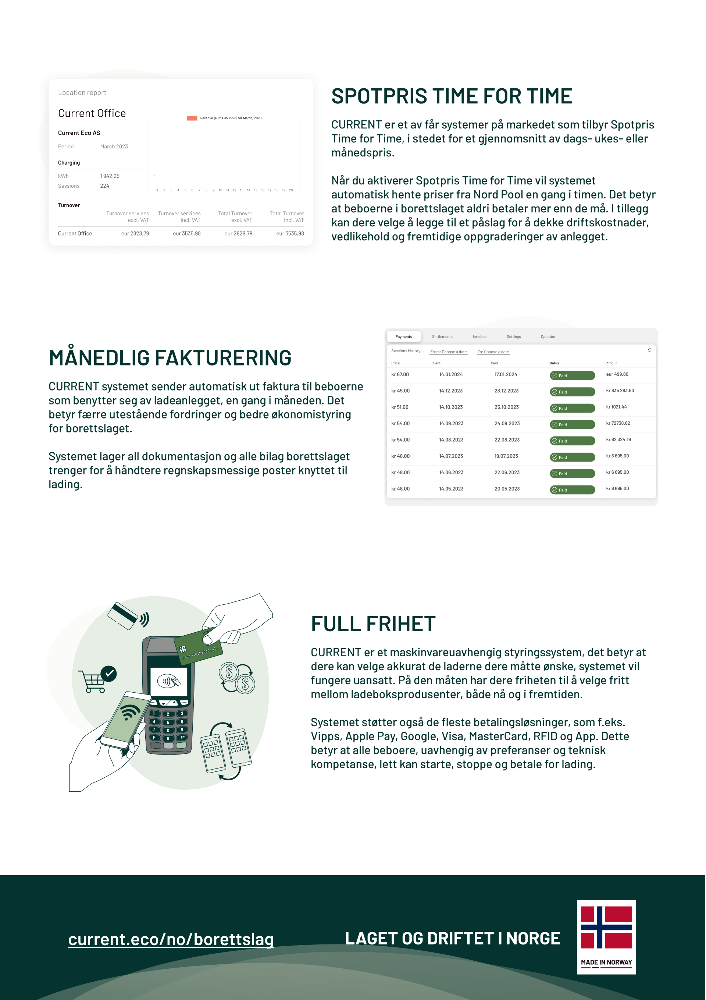 Location report
Current Office
Revenue (euros 3535,98) for March, 2023
Current Eco AS
Period March 2023
Charging
kWh 1 942,25
Sessions 224
1 2 3 4 5 6 7 8 9 10 11 12 13 14 15 16 17 18 19 20
Turnover
Turnover services excl. VAT Turnover services incl. VAT Total Turnover excl. VAT Total Turnover incl. VAT
Current Office eur 2828,79 eur 3535,98 eur 2828,79 eur 3535,98
SPOTPRIS TIME FOR TIME
CURRENT er et av får systemer på markedet som tilbyr Spotpris
Time for Time, i stedet for et gjennomsnitt av dags- ukes- eller
månedspris.
Når du aktiverer Spotpris Time for Time vil systemet
automatisk hente priser fra Nord Pool en gang i timen. Det betyr
at beboerne i borettslaget aldri betaler mer enn de må. I tillegg
kan dere velge å legge til et påslag for å dekke driftskostnader,
vedlikehold og fremtidige oppgraderinger av anlegget.
MÅNEDLIG FAKTURERING
CURRENT systemet sender automatisk ut faktura til beboerne
som benytter seg av ladeanlegget, en gang i måneden. Det
betyr færre utestående fordringer og bedre økonomistyring
for borettslaget.
Systemet lager all dokumentasjon og alle bilag borettslaget
trenger for å håndtere regnskapsmessige poster knyttet til
lading.
Payments Settlements Invoices Settings Operator
Sessions history From: Choose a date To: Choose a date
Price Sent Paid Status Amout
kr 67.00 14.01.2024 17.01.2024 Paid eur 499.80
kr 45.00 14.12.2023 23.12.2023 Paid kr 835 283.50
kr 51.00 14.10.2023 25.10.2023 Paid kr 1021.44
kr 54.00 14.09.2023 24.09.2023 Paid kr 72738.62
kr 54.00 14.08.2023 22.08.2023 Paid kr 62 324.19
kr 48.00 14.07.2023 19.07.2023 Paid kr 6 695.00
kr 48.00 14.06.2023 22.06.2023 Paid kr 6 695.00
kr 48.00 14.05.2023 20.05.2023 Paid kr 6 695.00
010101010101011
$
$
1 2 3
4 5 6
7 8 9
F 0 .#*
FULL FRIHET
CURRENT er et maskinvareuavhengig styringssystem, det betyr at
dere kan velge akkurat de laderne dere måtte ønske, systemet vil
fungere uansatt. På den måten har dere friheten til å velge fritt
mellom ladeboksprodusenter, både nå og i fremtiden.
Systemet støtter også de fleste betalingsløsninger, som f.eks.
Vipps, Apple Pay, Google, Visa, MasterCard, RFID og App. Dette
betyr at alle beboere, uavhengig av preferanser og teknisk
kompetanse, lett kan starte, stoppe og betale for lading.
current.eco/no/borettslag
LAGET OG DRIFTET I NORGE
MADE IN NORWAY